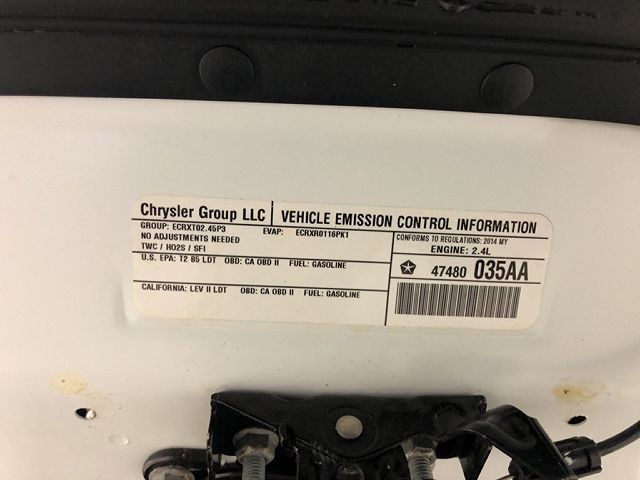 Chrysler Group LLC VEHICLE EMISSION CONTROL INFORMATION
GROUP: ECRXT02.45P3 EVAP: ECRXR0116PK1
NO ADJUSTMENTS NEEDED
TWC / HO2S / SFI
U.S. EPA: T2 B5 LDT OBD: CA OBD II FUEL: GASOLINE
CALIFORNIA: LEV II LDT OBD: CA OBD II FUEL: GASOLINE
CONFORMS TO REGULATIONS: 2014 MY
ENGINE: 2.4L
47480 035AA